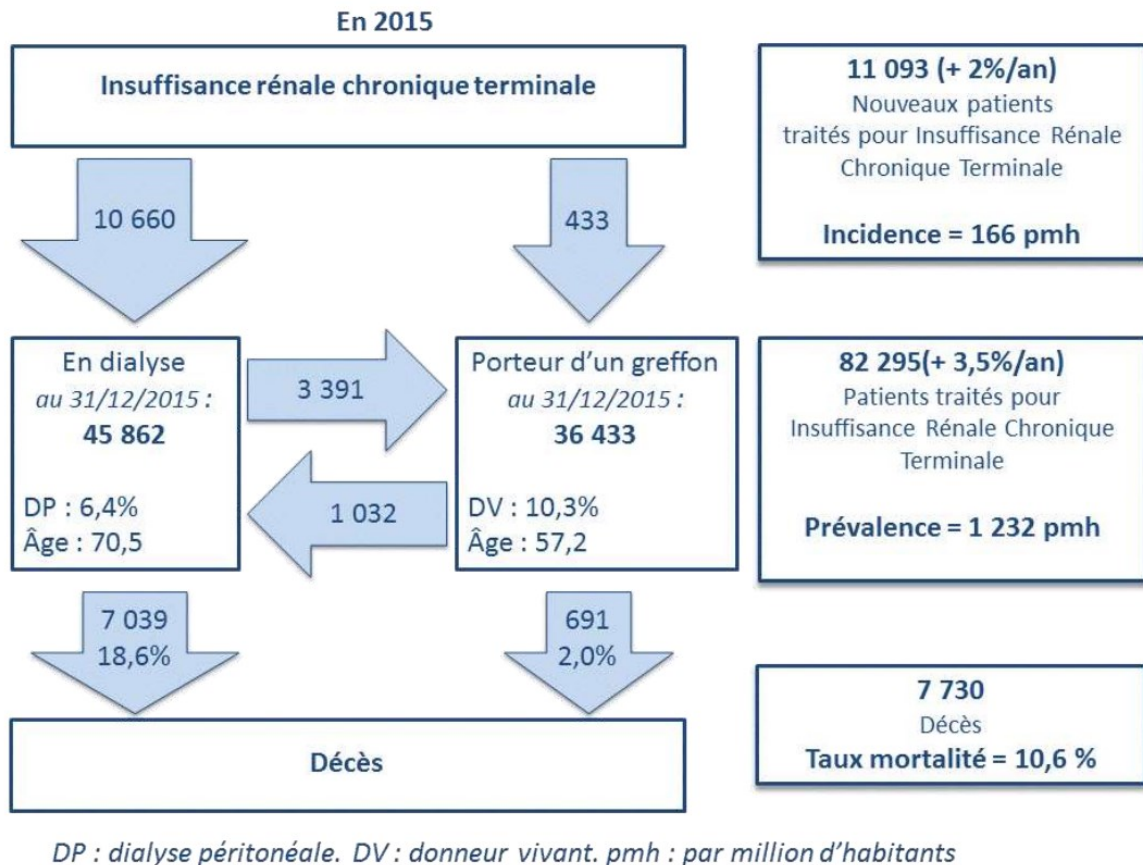 En 2015
Insuffisance rénale chronique terminale
10 660
433
11 093 (+ 2%/an)
Nouveaux patients
traités pour Insuffisance Rénale
Chronique Terminale
Incidence = 166 pmh
En dialyse
au 31/12/2015 :
45 862
DP : 6,4%
Âge : 70,5
3 391
1 032
Porteur d’un greffon
au 31/12/2015 :
36 433
DV : 10,3%
Âge : 57,2
82 295(+ 3,5%/an)
Patients traités pour
Insuffisance Rénale Chronique
Terminale
Prévalence = 1 232 pmh
7 039
18,6%
691
2,0%
Décès
7 730
Décès
Taux mortalité = 10,6 %
DP : dialyse péritonéale. DV : donneur vivant. pmh : par million d’habitants